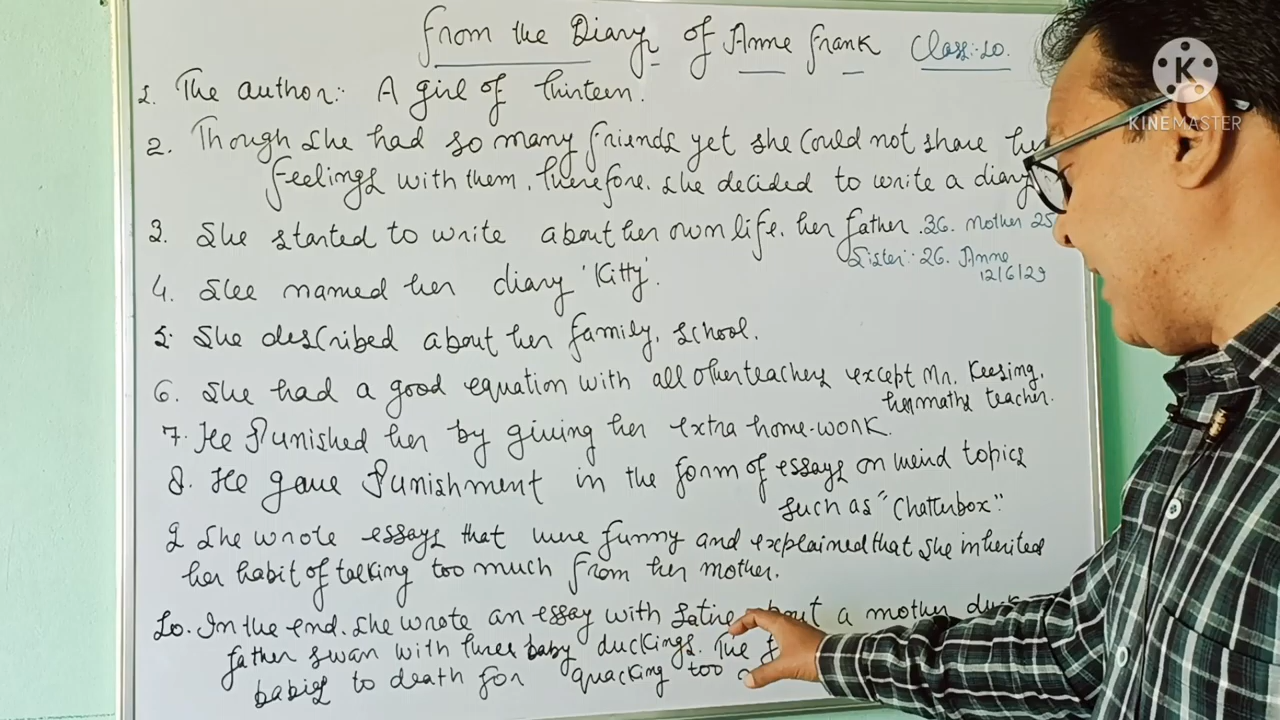 From the Diary of Anne Frank Class:-10.
1. The author:- A girl of Thirteen.
2. Though she had so many friends yet she could not share her
feelings with them. Therefore. she decided to write a diary
3. She started to write about her own life. her father .36. Mother 25
Sister:- 26. Anne
12/6/29
4. She named her diary 'Kitty'.
5. She described about her family. school.
6. She had a good equation with all other teachers except Mr. Keesing.
her maths teacher.
7. He Punished her by giving her extra home-work.
8. He gave Punishment in the form of essays on weird topics
such as "Chatterbox".
9 She wrote essays that were funny and explained that she inherited
her habit of talking too much from her mother.
10. In the end. she wrote an essay with satire about a mother duck
father swan with three baby duckings. The
babies to death for quacking too
KINEMASTER